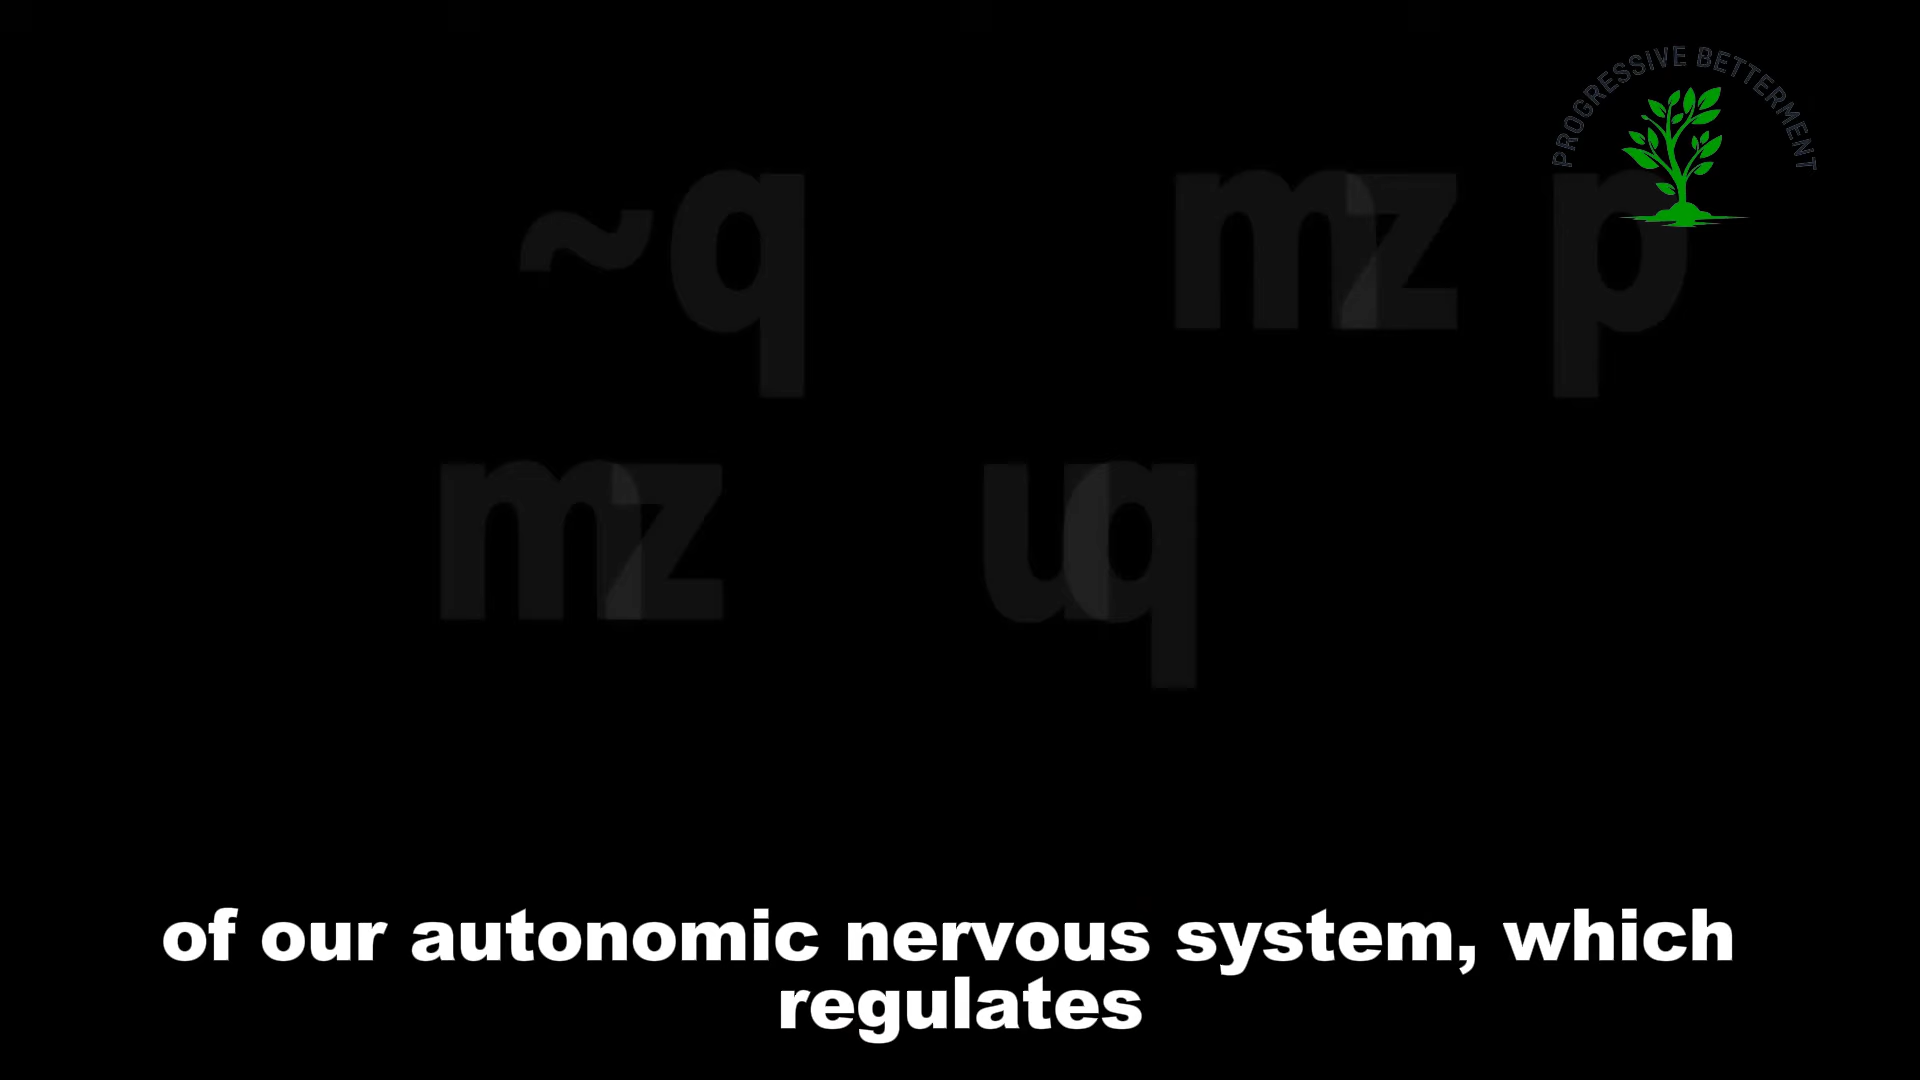 PROGRESSIVE BETTERMENT
~q mz p
mz uq
of our autonomic nervous system, which
regulates